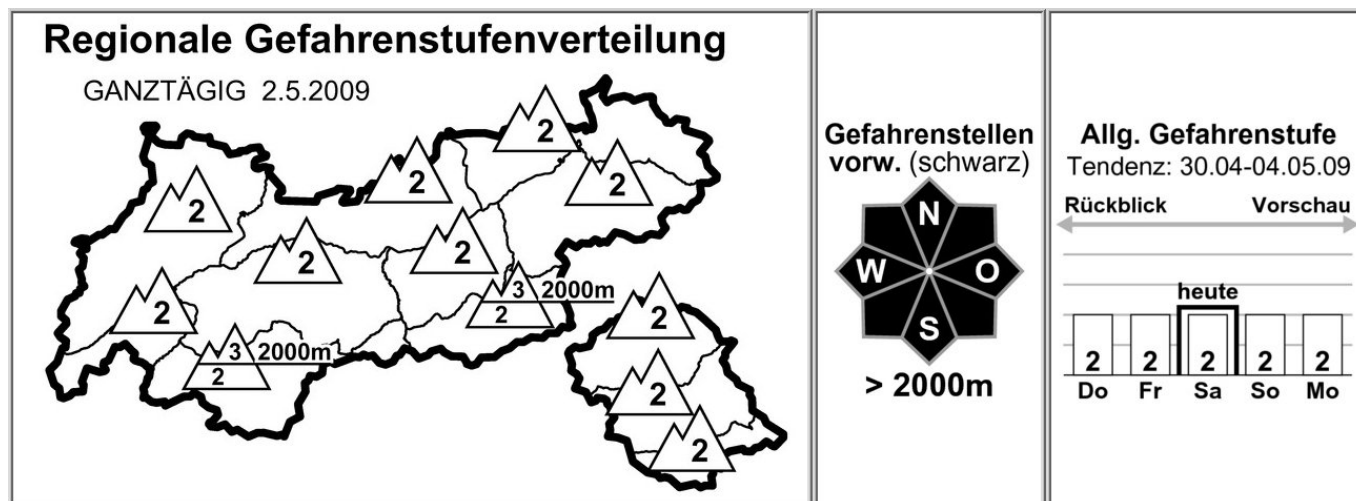 Regionale Gefahrenstufenverteilung
GANZTÄGIG 2.5.2009
2
2
2
2
2
2
2
3 2000m
2
2
2
3 2000m
2
2
2
Gefahrenstellen
vorw. (schwarz)
N
W O
S
> 2000m
Allg. Gefahrenstufe
Tendenz: 30.04-04.05.09
Rückblick Vorschau
heute
2 2 2 2 2
Do Fr Sa So Mo